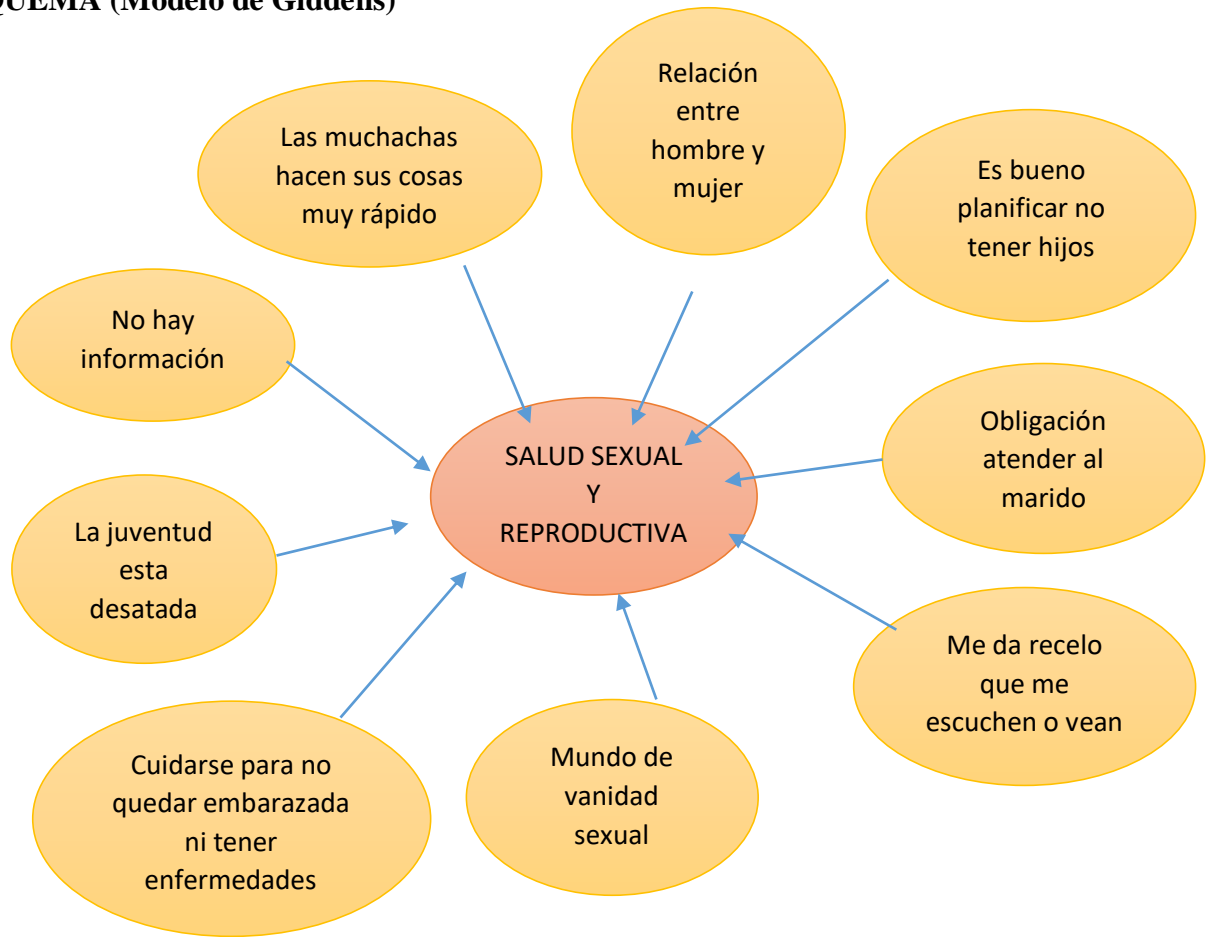 QUEMA (Modelo de Giddens)
Relación
entre
hombre y
mujer
Las muchachas
hacen sus cosas
muy rápido
Es bueno
planificar no
tener hijos
No hay
información
Obligación
atender al
marido
SALUD SEXUAL
Y
REPRODUCTIVA
La juventud
esta
desatada
Me da recelo
que me
escuchen o vean
Cuidarse para no
quedar embarazada
ni tener
enfermedades
Mundo de
vanidad
sexual